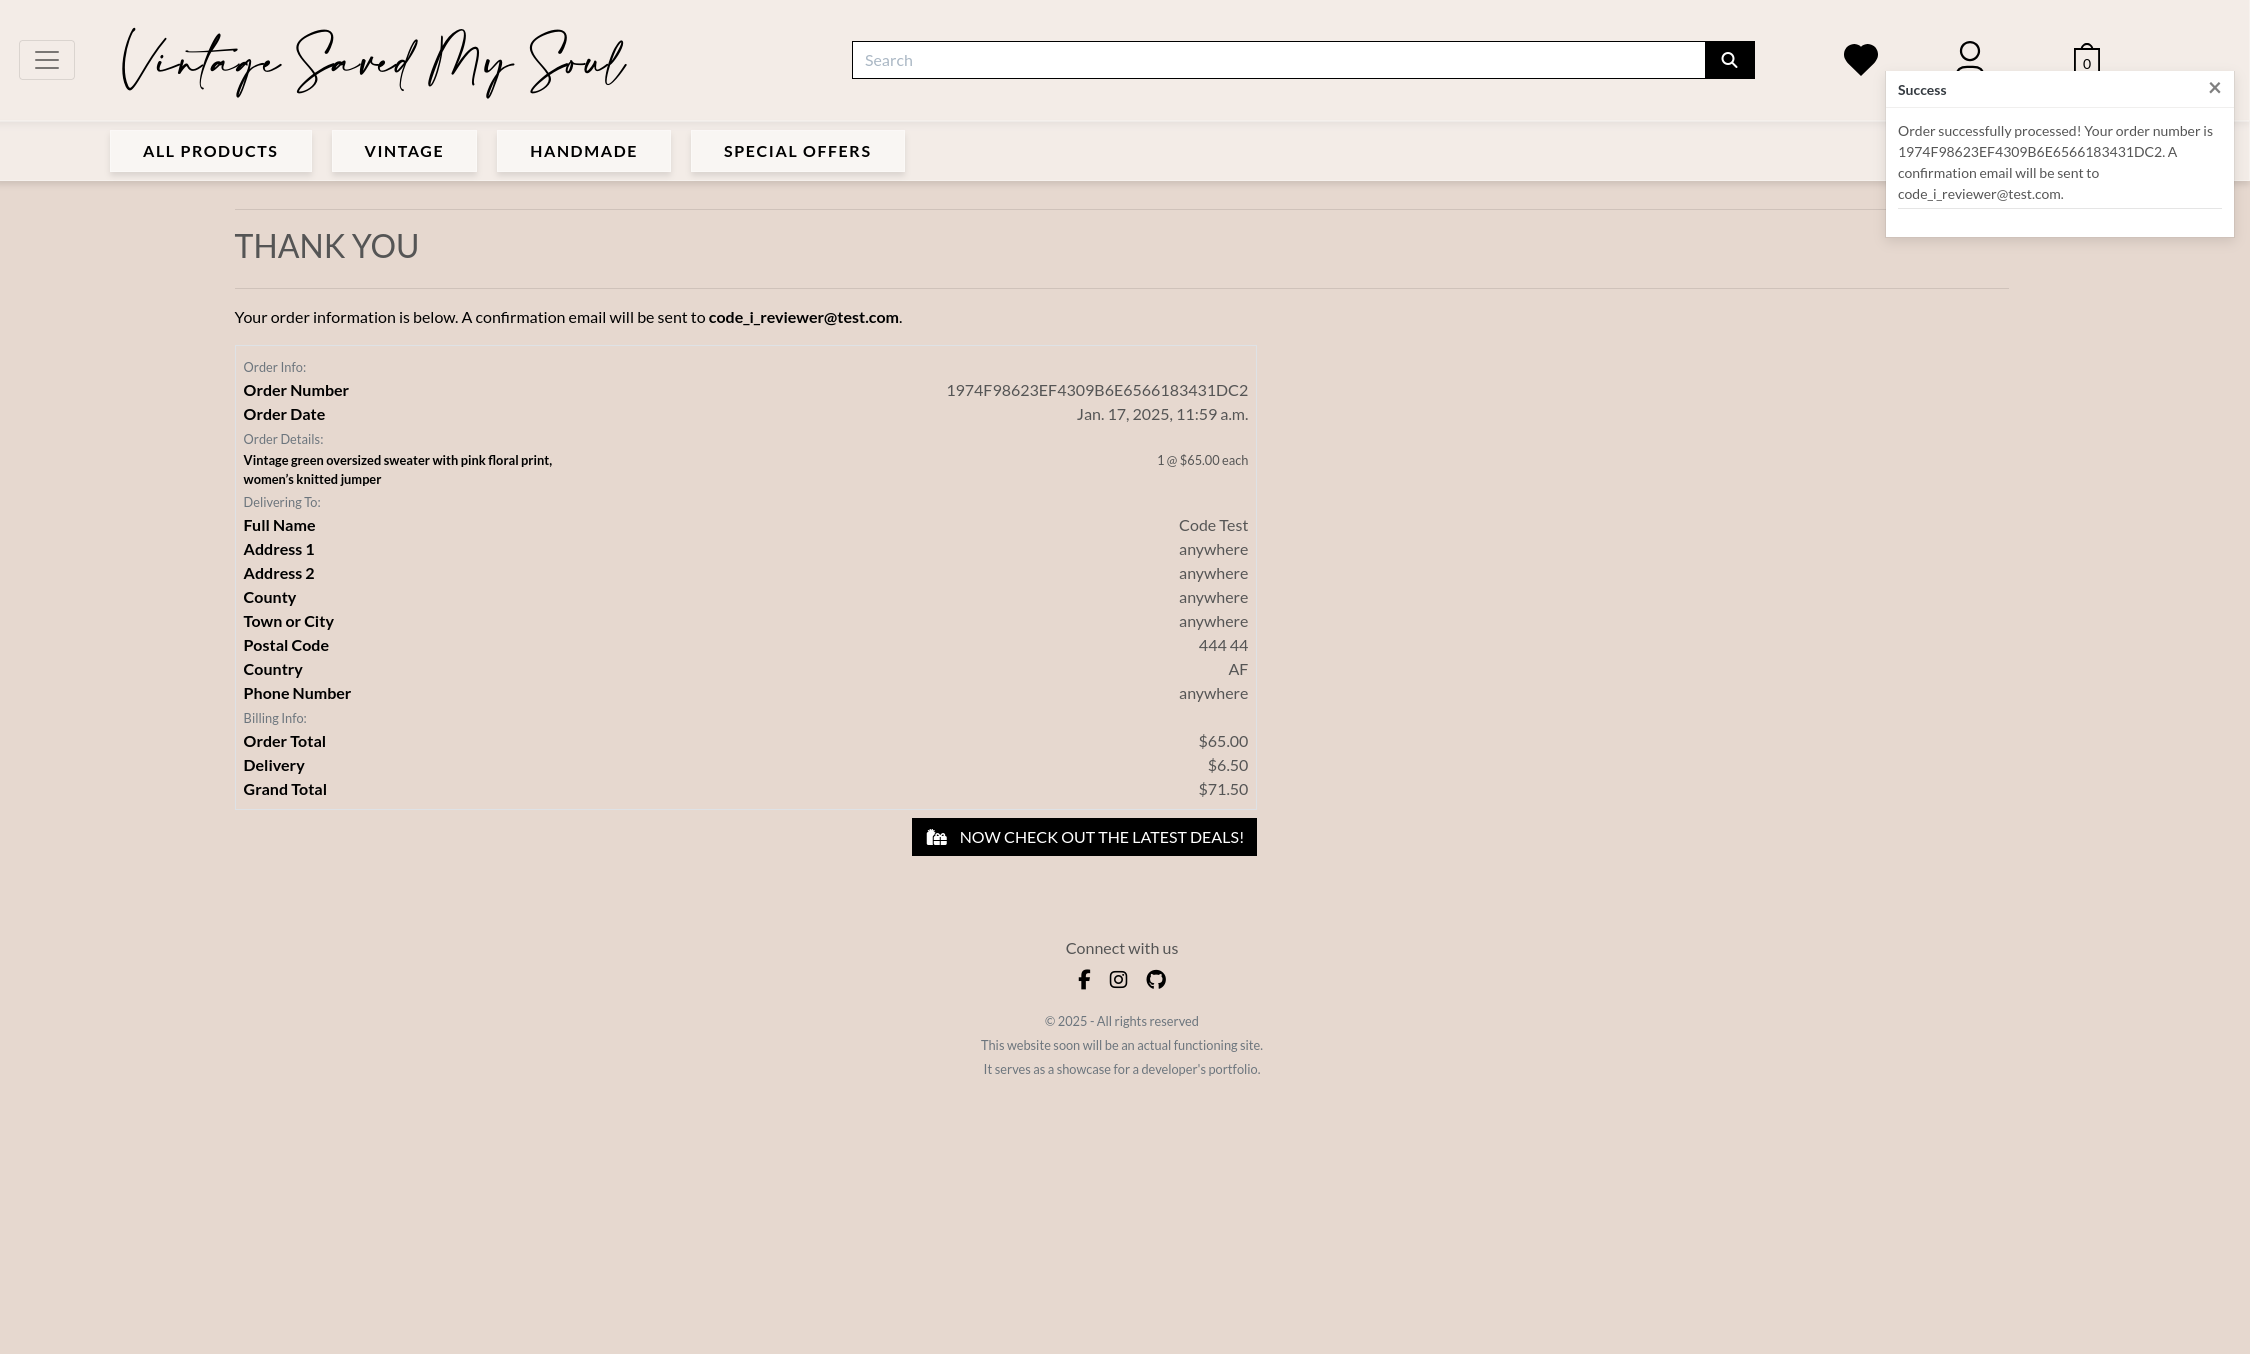 Vintage Saved My Soul
Search
0
Success
×
Order successfully processed! Your order number is
1974F98623EF4309B6E6566183431DC2. A
confirmation email will be sent to
code_i_reviewer@test.com.
ALL PRODUCTS
VINTAGE
HANDMADE
SPECIAL OFFERS
THANK YOU
Your order information is below. A confirmation email will be sent to code_i_reviewer@test.com.
Order Info:
Order Number 1974F98623EF4309B6E6566183431DC2
Order Date Jan. 17, 2025, 11:59 a.m.
Order Details:
Vintage green oversized sweater with pink floral print, 1 @ $65.00 each
women's knitted jumper
Delivering To:
Full Name Code Test
Address 1 anywhere
Address 2 anywhere
County anywhere
Town or City anywhere
Postal Code 444 44
Country AF
Phone Number anywhere
Billing Info:
Order Total $65.00
Delivery $6.50
Grand Total $71.50
NOW CHECK OUT THE LATEST DEALS!
Connect with us
© 2025 - All rights reserved
This website soon will be an actual functioning site.
It serves as a showcase for a developer's portfolio.